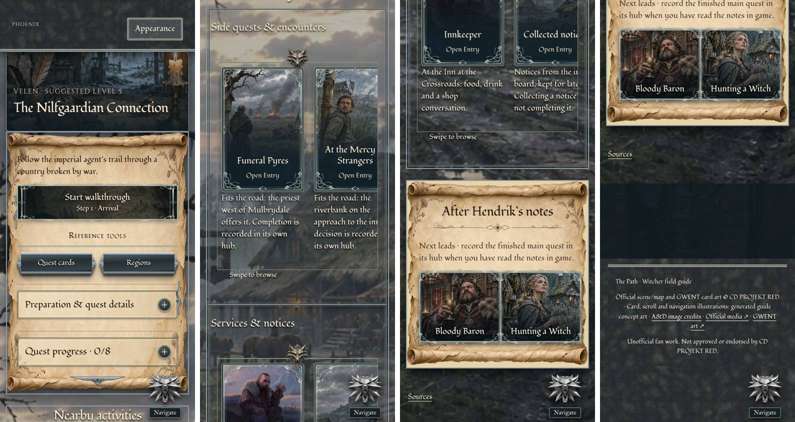 PHOENIX
Appearance
VELEN · SUGGESTED LEVEL 5
The Nilfgaardian Connection
Follow the imperial agent's trail through a
country broken by war.
Start walkthrough
Step 1 · Arrival
REFERENCE TOOLS
Quest cards
Regions
Preparation & quest details
Quest progress · 0/8
Navigate
Nearby activities
Side quests & encounters
Funeral Pyres
Open Entry
At the Mercy
Strangers
Open Entry
Fits the road: the priest
west of Mulbrydale
offers it. Completion is
recorded in its own
hub.
Fits the road: the
riverbank on the
approach to the inn
decision is recorde
its own hub.
Swipe to browse
Services & notices
Navigate
Innkeeper
Open Entry
Collected notic
Open Entry
At the Inn at the
Crossroads: food, drink
and a shop
conversation.
Notices from the
board, kept for late
Collecting a notice
not completing it.
Swipe to browse
After Hendrik's notes
Next leads · record the finished main quest in
its hub when you have read the notes in game.
Bloody Baron
Hunting a Witch
Sources
Navigate
Next leads · record the finished main quest in
its hub when you have read the notes in game.
Bloody Baron
Hunting a Witch
Sources
The Path · Witcher field guide
Official scene/map and GWENT card art © CD PROJEKT RED
· Card, scroll and navigation illustrations: generated guide
concept art · A&D image credits · Official media ↗ · GWENT
art ↗
Unofficial fan work. Not approved or endorsed by CD
PROJEKT RED.
Navigate